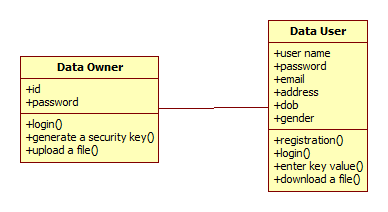 Data Owner
+id
+password
+login()
+generate a security key()
+upload a file()
Data User
+user name
+password
+email
+address
+dob
+gender
+registration()
+login()
+enter key value()
+download a file()